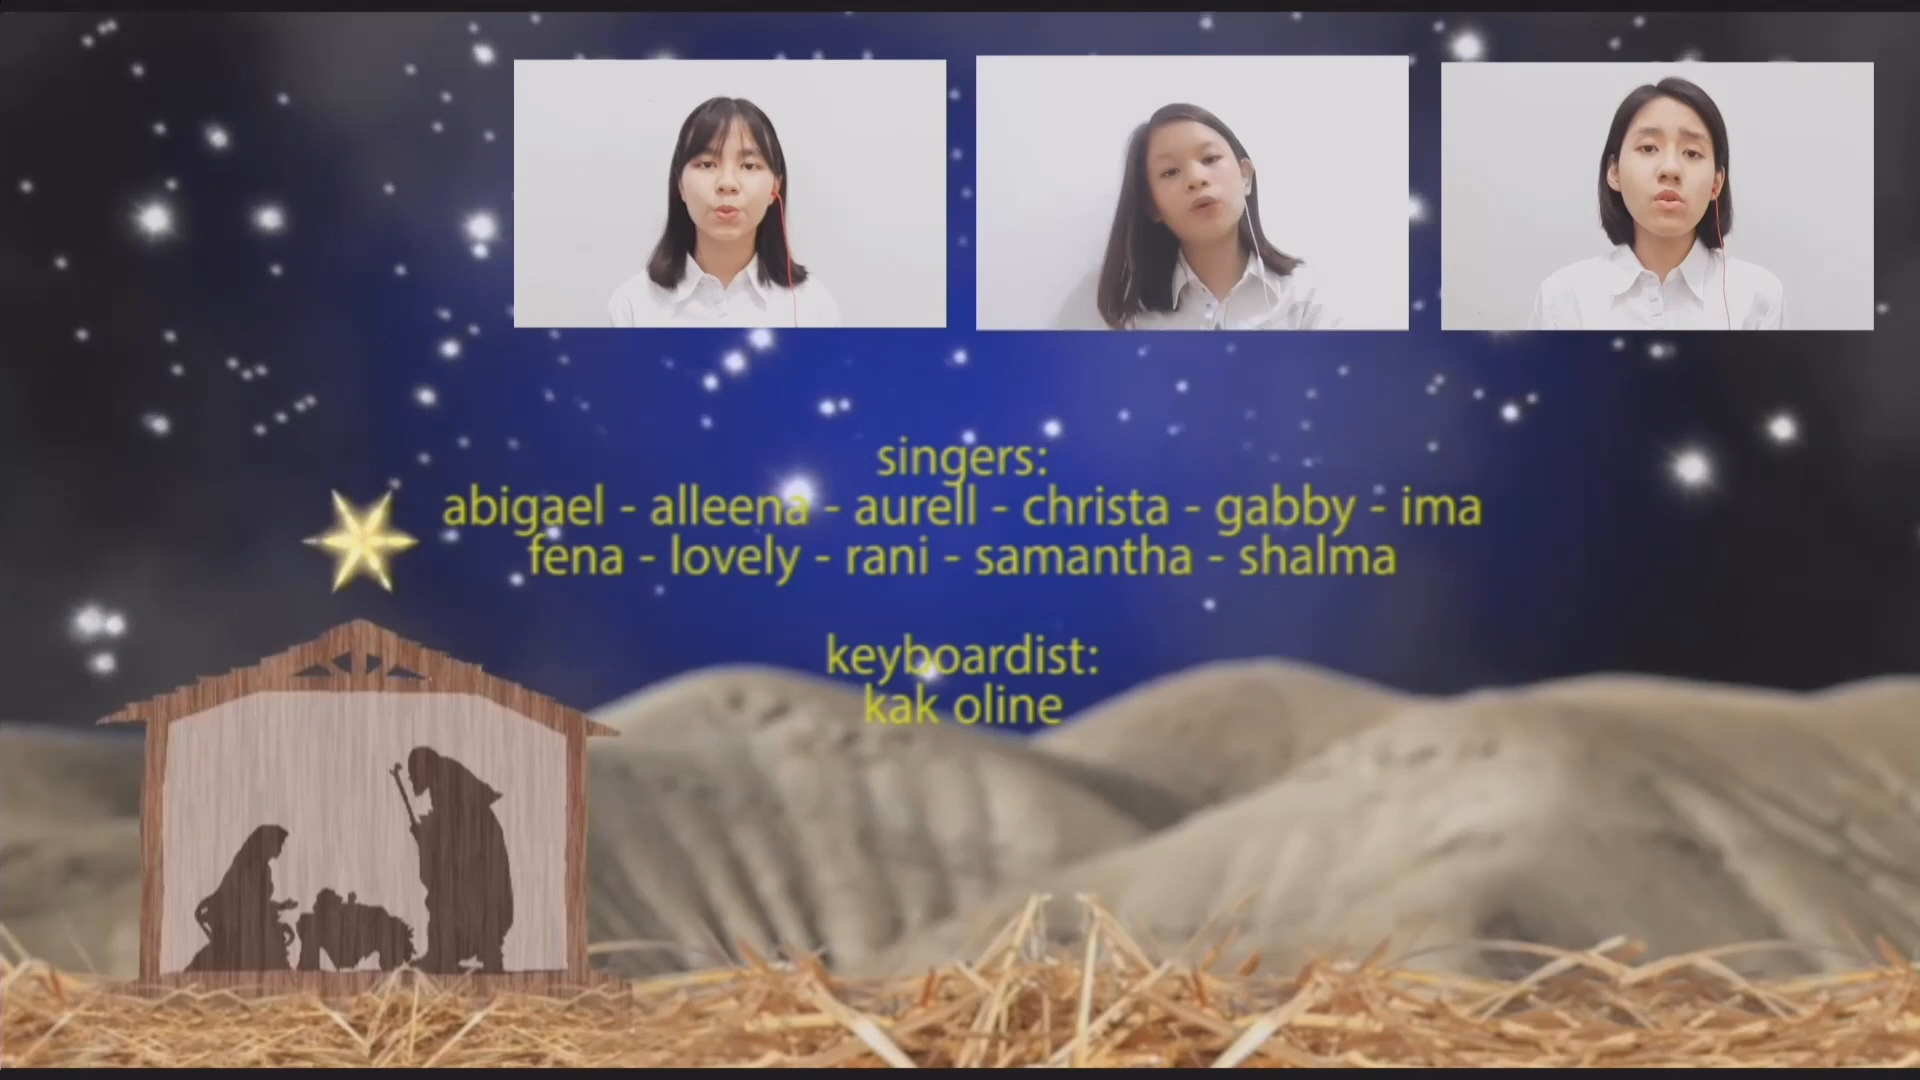 singers:
abigael - alleena - aurell - christa - gabby - ima
fena - lovely - rani - samantha - shalma
keyboardist:
kak oline